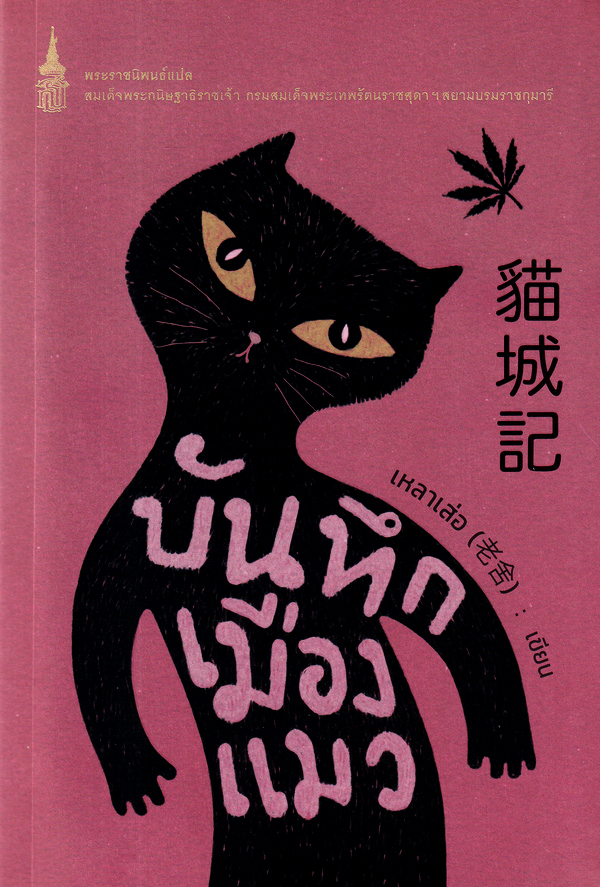 พระราชนิพนธ์แปล
สมเด็จพระกนิษฐาธิราชเจ้า กรมสมเด็จพระเทพรัตนราชสุดา ฯ สยามบรมราชกุมารี
貓城記
เหลาเส่อ (老舍) : เขียน
บันทึก
เมือง
แมว